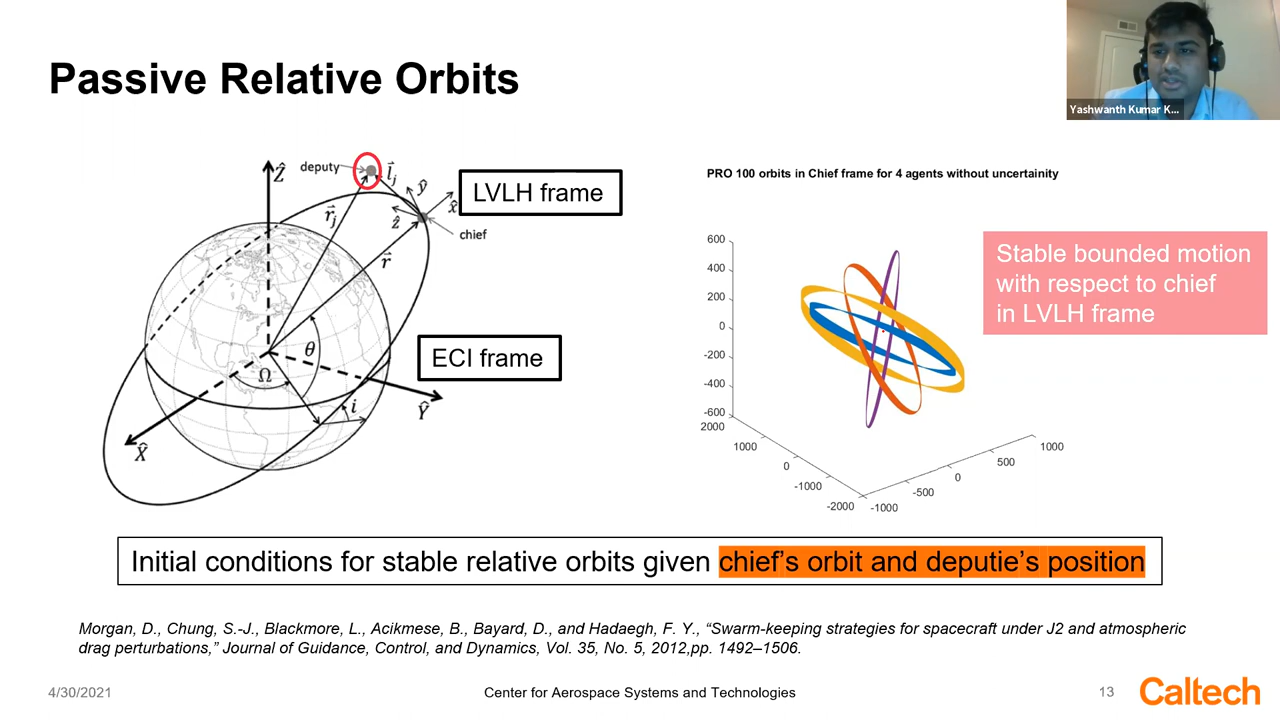 Passive Relative Orbits
Yashwanth Kumar K...
deputy
Ẑ
l⃗j
ŷ
x̂
ẑ
LVLH frame
chief
r⃗j
r⃗
ECI frame
θ
Ω
i
X̂
Ŷ
PRO 100 orbits in Chief frame for 4 agents without uncertainity
600
400
200
0
-200
-400
-600
2000
1000
0
-1000
-2000
-1000
-500
0
500
1000
Stable bounded motion
with respect to chief
in LVLH frame
Initial conditions for stable relative orbits given chief's orbit and deputie's position
Morgan, D., Chung, S.-J., Blackmore, L., Acikmese, B., Bayard, D., and Hadaegh, F. Y., “Swarm-keeping strategies for spacecraft under J2 and atmospheric
drag perturbations,” Journal of Guidance, Control, and Dynamics, Vol. 35, No. 5, 2012,pp. 1492–1506.
4/30/2021
Center for Aerospace Systems and Technologies
13
Caltech